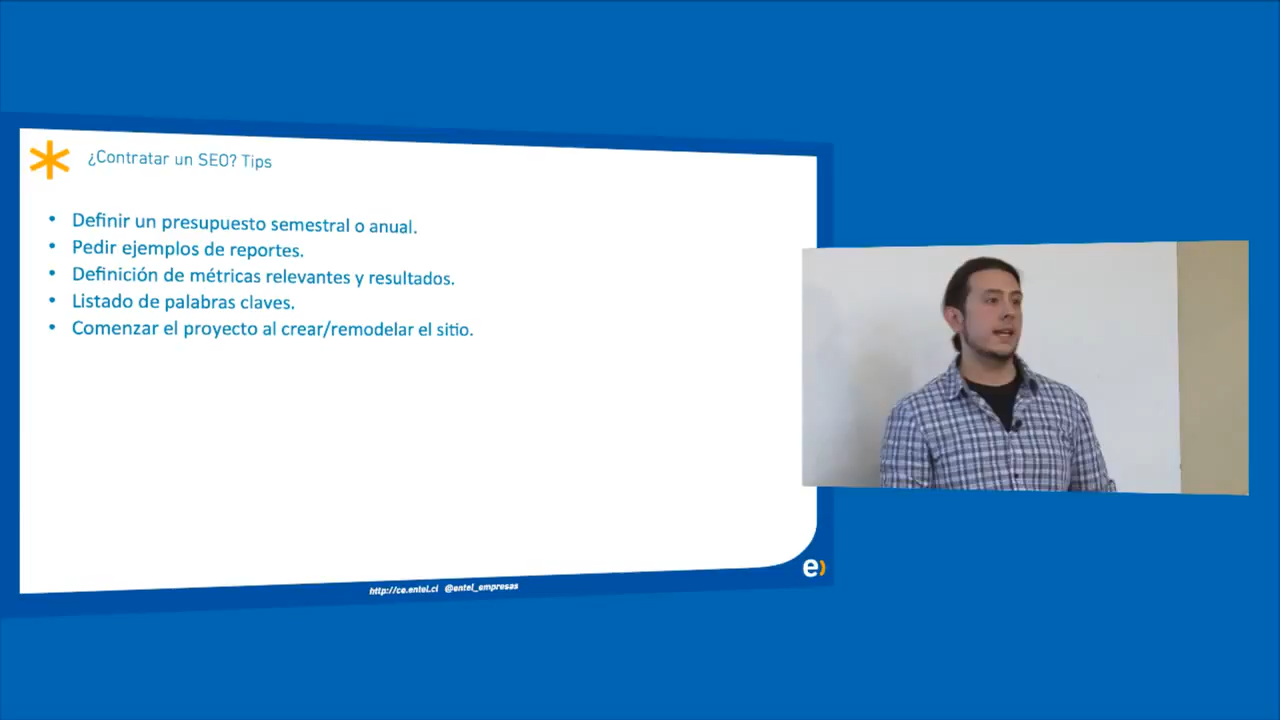 ¿Contratar un SEO? Tips
• Definir un presupuesto semestral o anual.
• Pedir ejemplos de reportes.
• Definición de métricas relevantes y resultados.
• Listado de palabras claves.
• Comenzar el proyecto al crear/remodelar el sitio.
e)
http://ce.entel.cl @entel_empresas